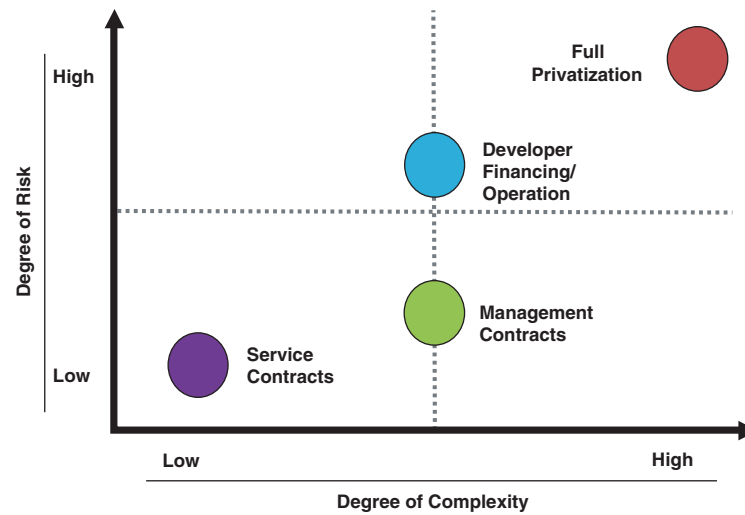 Full
Privatization
High
Developer
Financing/
Operation
Degree of Risk
Management
Contracts
Service
Contracts
Low
Low
High
Degree of Complexity